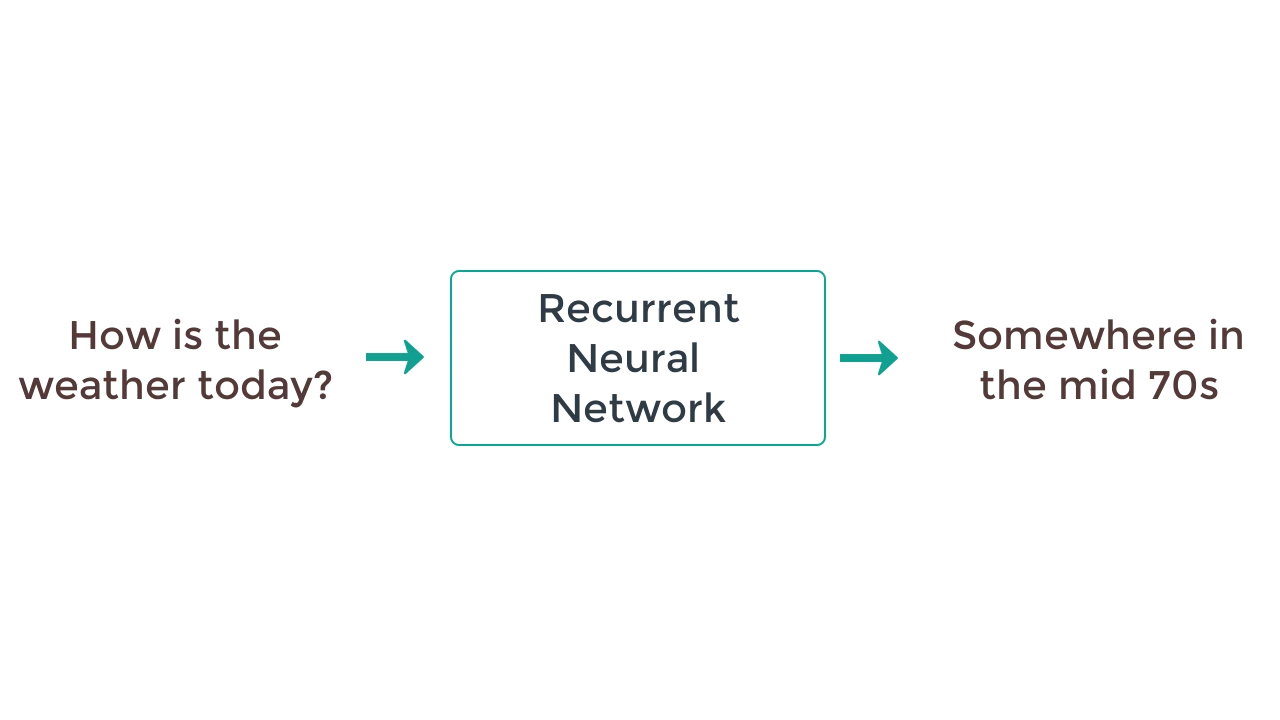 How is the
weather today?
Recurrent
Neural
Network
Somewhere in
the mid 70s